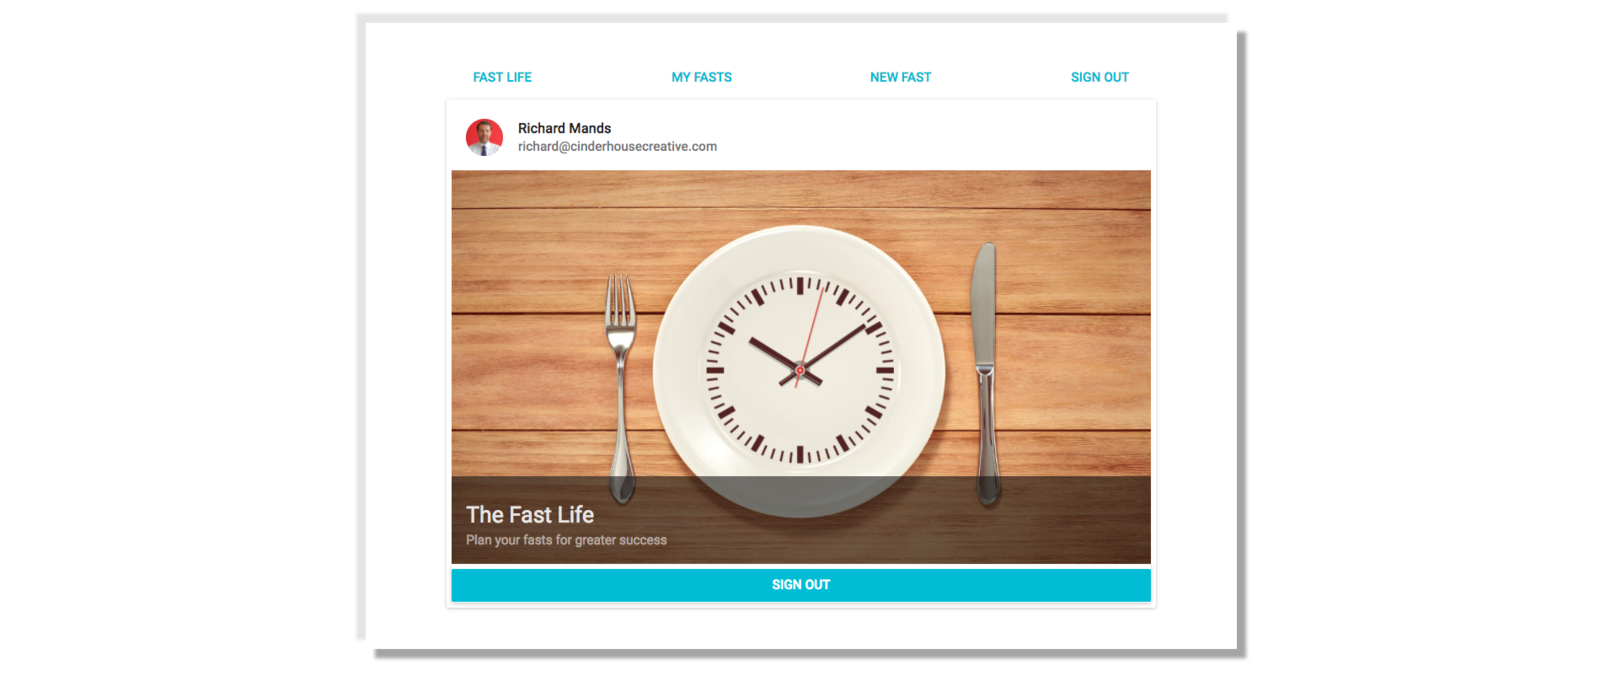 FAST LIFE
MY FASTS
NEW FAST
SIGN OUT
Richard Mands
richard@cinderhousecreative.com
The Fast Life
Plan your fasts for greater success
SIGN OUT